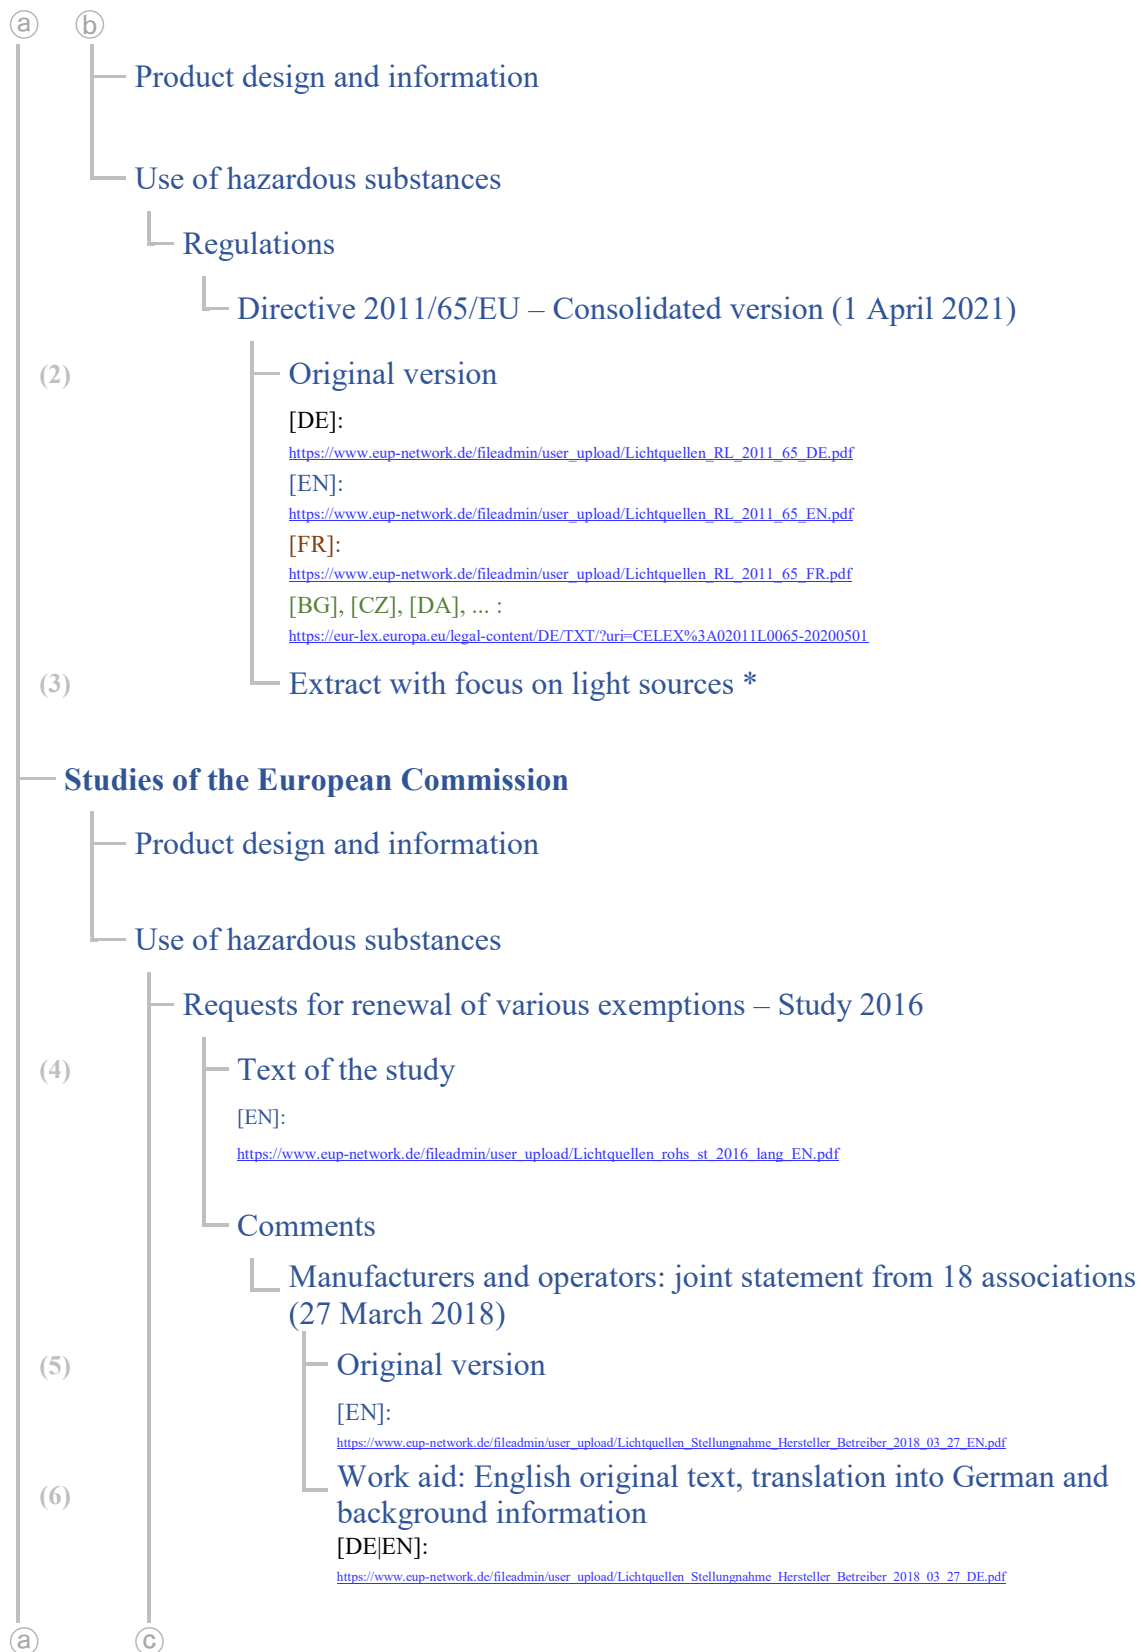 ⓐ ⓑ
Product design and information
Use of hazardous substances
Regulations
Directive 2011/65/EU – Consolidated version (1 April 2021)
(2) Original version
[DE]:
https://www.eup-network.de/fileadmin/user_upload/Lichtquellen_RL_2011_65_DE.pdf
[EN]:
https://www.eup-network.de/fileadmin/user_upload/Lichtquellen_RL_2011_65_EN.pdf
[FR]:
https://www.eup-network.de/fileadmin/user_upload/Lichtquellen_RL_2011_65_FR.pdf
[BG], [CZ], [DA], ... :
https://eur-lex.europa.eu/legal-content/DE/TXT/?uri=CELEX%3A02011L0065-20200501
(3) Extract with focus on light sources *
Studies of the European Commission
Product design and information
Use of hazardous substances
Requests for renewal of various exemptions – Study 2016
(4) Text of the study
[EN]:
https://www.eup-network.de/fileadmin/user_upload/Lichtquellen_rohs_st_2016_lang_EN.pdf
Comments
Manufacturers and operators: joint statement from 18 associations
(27 March 2018)
(5) Original version
[EN]:
https://www.eup-network.de/fileadmin/user_upload/Lichtquellen_Stellungnahme_Hersteller_Betreiber_2018_03_27_EN.pdf
(6) Work aid: English original text, translation into German and
background information
[DE|EN]:
https://www.eup-network.de/fileadmin/user_upload/Lichtquellen_Stellungnahme_Hersteller_Betreiber_2018_03_27_DE.pdf
ⓐ ⓒ